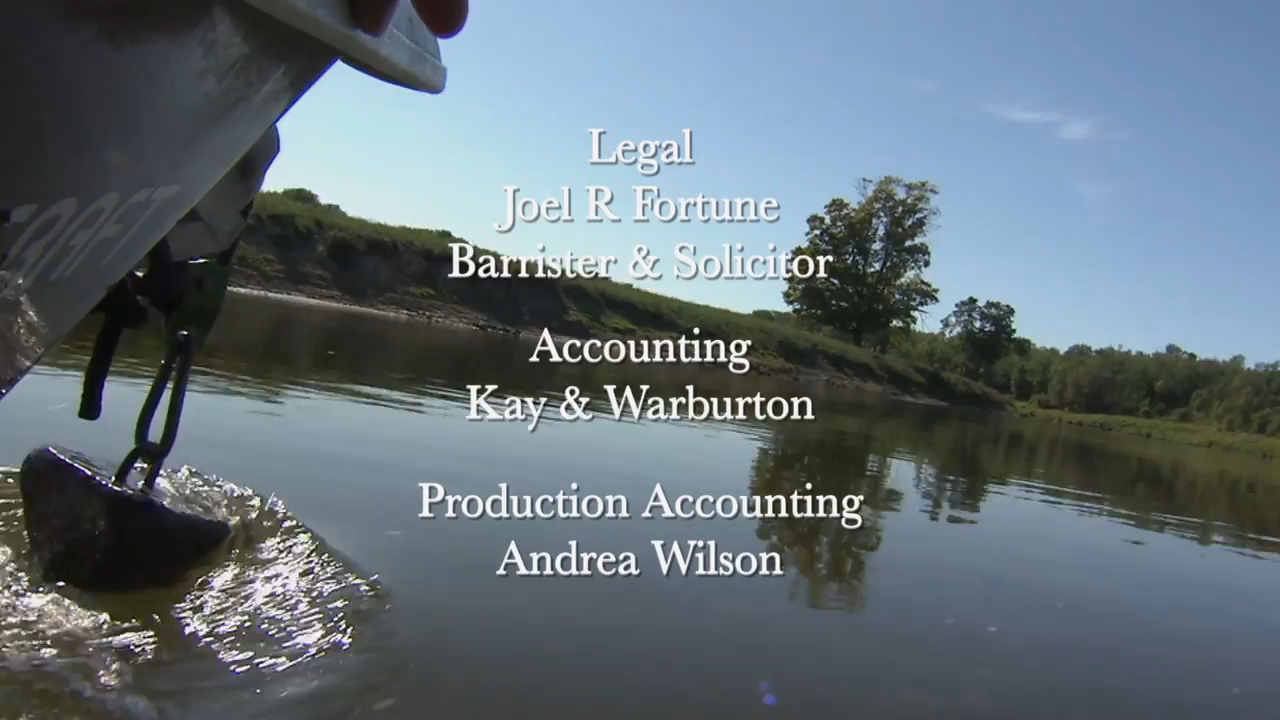 Legal
Joel R Fortune
Barrister & Solicitor
Accounting
Kay & Warburton
Production Accounting
Andrea Wilson